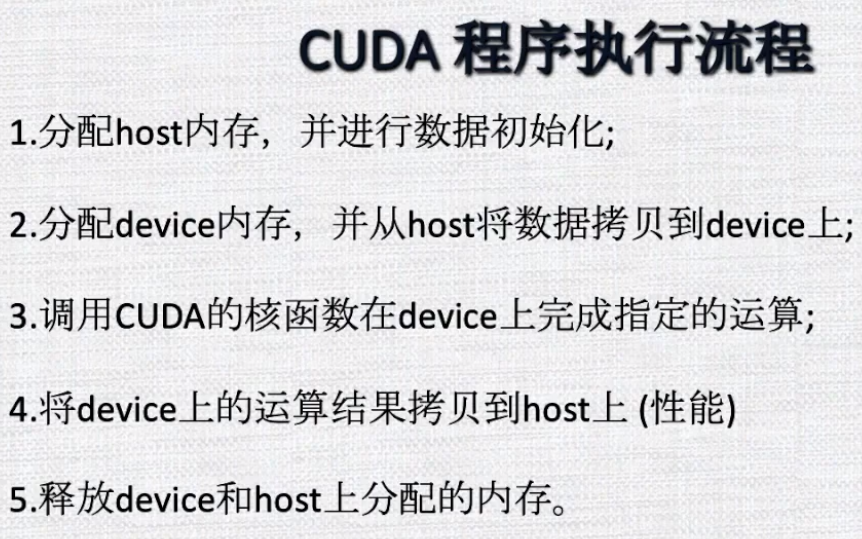 CUDA 程序执行流程
1.分配host内存，并进行数据初始化;
2.分配device内存，并从host将数据拷贝到device上;
3.调用CUDA的核函数在device上完成指定的运算;
4.将device上的运算结果拷贝到host上 (性能)
5.释放device和host上分配的内存。